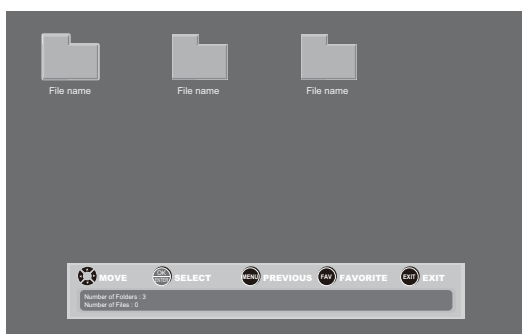 File name File name File name
MOVE OK ENTER SELECT MENU PREVIOUS FAV FAVORITE EXIT EXIT
Number of Folders : 3
Number of Files : 0